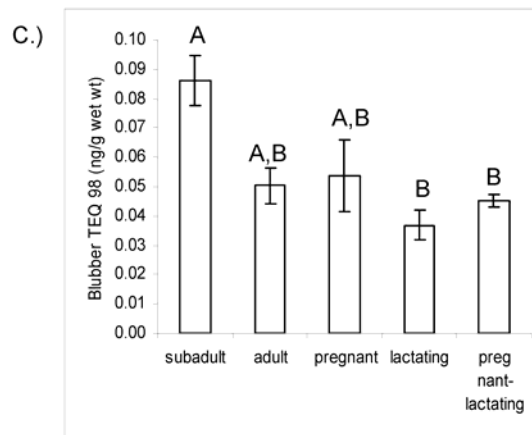 C.)
Blubber TEQ 98 (ng/g wet wt)
0.10
0.09
0.08
0.07
0.06
0.05
0.04
0.03
0.02
0.01
0.00
A
A,B
A,B
B
B
subadult
adult
pregnant
lactating
preg
nant-
lactating